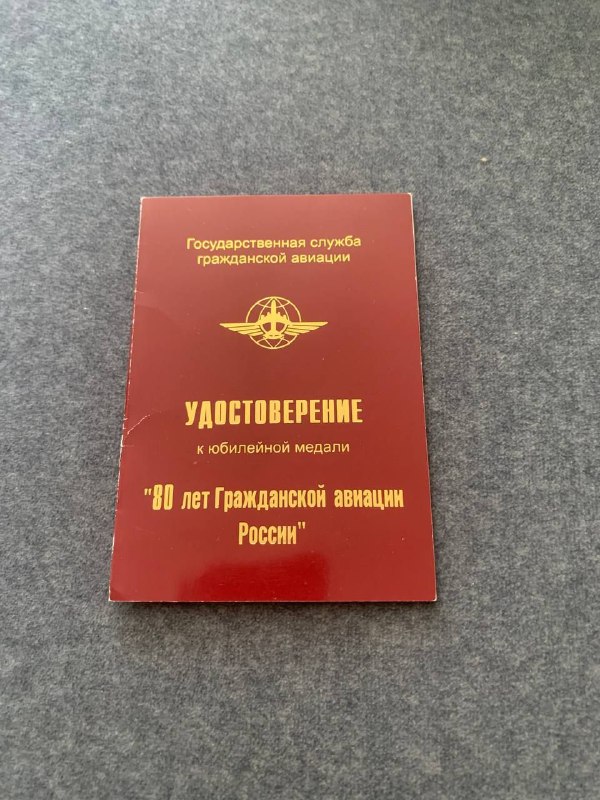 Государственная служба
гражданской авиации
УДОСТОВЕРЕНИЕ
к юбилейной медали
"80 лет Гражданской авиации
России"